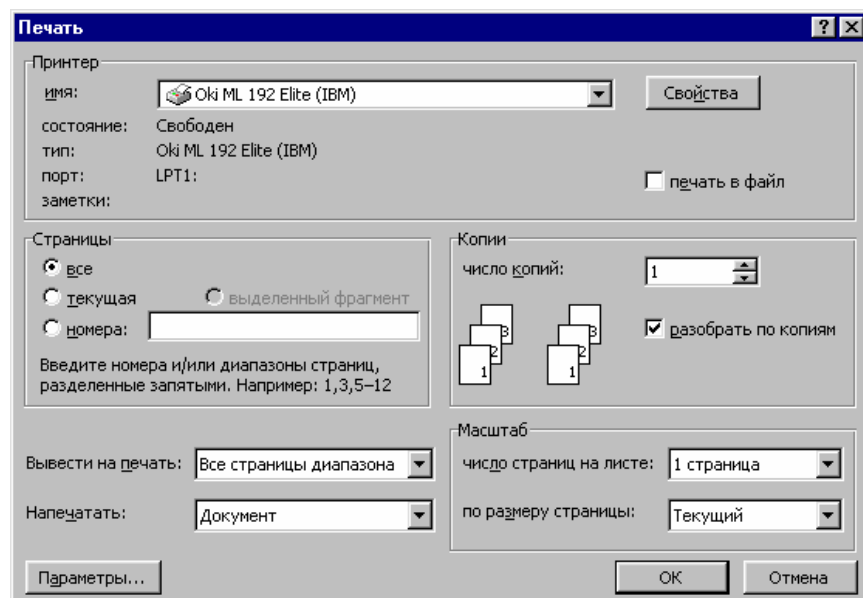 Печать
Принтер
имя: Oki ML 192 Elite (IBM) Свойства
состояние: Свободен
тип: Oki ML 192 Elite (IBM)
порт: LPT1: печать в файл
заметки:
Страницы
все
текущая выделенный фрагмент
номера:
Введите номера и/или диапазоны страниц,
разделенные запятыми. Например: 1,3,5–12
Копии
число копий: 1
разобрать по копиям
3 3
2 2
1 1
Вывести на печать: Все страницы диапазона
Напечатать: Документ
Масштаб
число страниц на листе: 1 страница
по размеру страницы: Текущий
Параметры... ОК Отмена